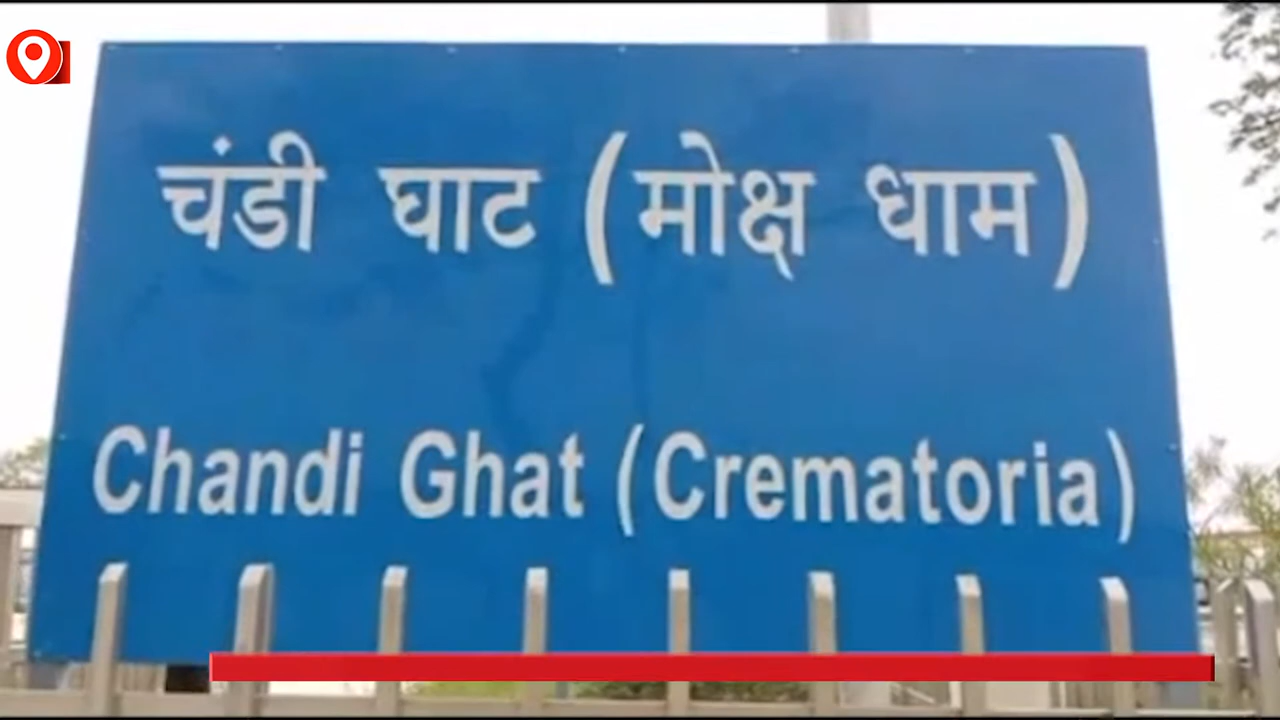 चंडी घाट (मोक्ष धाम)
Chandi Ghat (Crematoria)